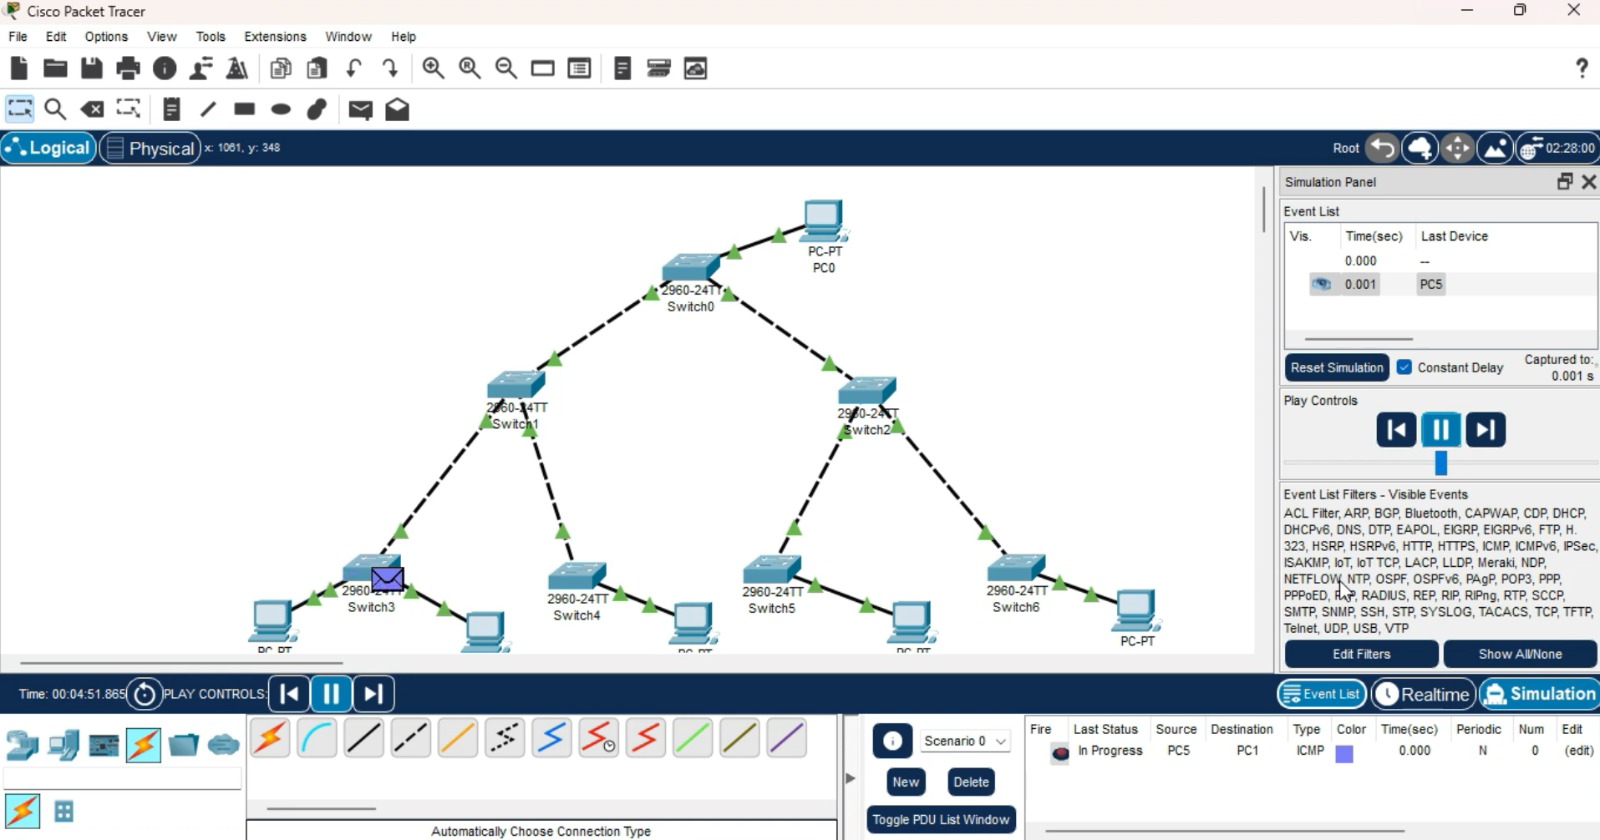 Cisco Packet Tracer
File Edit Options View Tools Extensions Window Help
?
Logical Physical x: 1061, y: 348 Root 02:28:00
Simulation Panel
Event List
Vis. Time(sec) Last Device
0.000 --
0.001 PC5
Reset Simulation Constant Delay Captured to:
0.001 s
Play Controls
Event List Filters - Visible Events
ACL Filter, ARP, BGP, Bluetooth, CAPWAP, CDP, DHCP,
DHCPv6, DNS, DTP, EAPOL, EIGRP, EIGRPv6, FTP, H.
323, HSRP, HSRPv6, HTTP, HTTPS, ICMP, ICMPv6, IPSec,
ISAKMP, IoT, IoT TCP, LACP, LLDP, Meraki, NDP,
NETFLOW, NTP, OSPF, OSPFv6, PAgP, POP3, PPP,
PPPoED, RADIUS, REP, RIP, RIPng, RTP, SCCP,
SMTP, SNMP, SSH, STP, SYSLOG, TACACS, TCP, TFTP,
Telnet, UDP, USB, VTP
Edit Filters Show All/None
PC-PT
PC0
2960-24TT
Switch0
2960-24TT
Switch1
2960-24TT
Switch2
2960-24TT
Switch3
2960-24TT
Switch4
2960-24TT
Switch5
2960-24TT
Switch6
PC-PT
PC-PT
PC-PT
PC-PT
Time: 00:04:51.865 PLAY CONTROLS: Event List Realtime Simulation
Scenario 0
New Delete
Toggle PDU List Window
Fire Last Status Source Destination Type Color Time(sec) Periodic Num Edit
In Progress PC5 PC1 ICMP 0.000 N 0 (edit)
Automatically Choose Connection Type